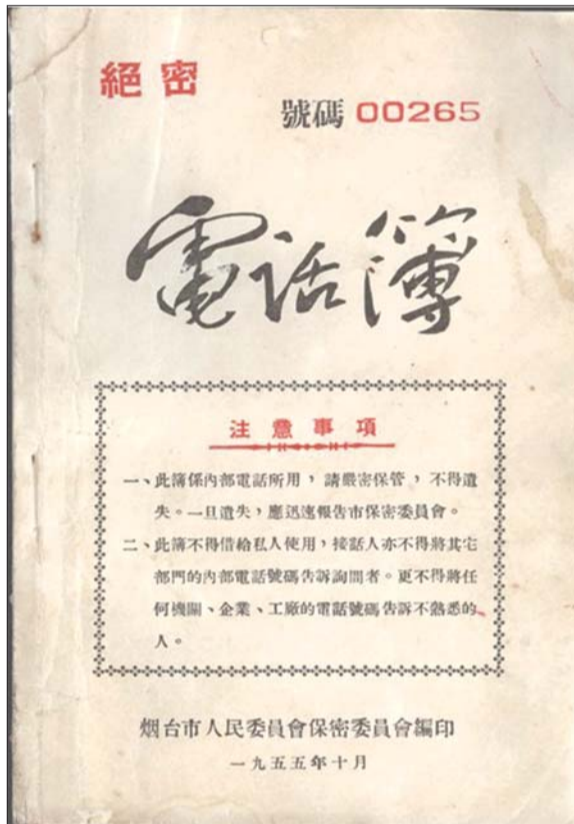 絕密
號碼 00265
電话簿
注意事項
一、此簿係內部電話所用，請嚴密保管，不得遺
失。一旦遺失，應迅速報告市保密委員會。
二、此簿不得借給私人使用，接話人亦不得將其它
部門的內部電話號碼告訴詢問者。更不得將任
何機關、企業、工廠的電話號碼告訴不熟悉的
人。
烟台市人民委員會保密委員會編印
一九五五年十月